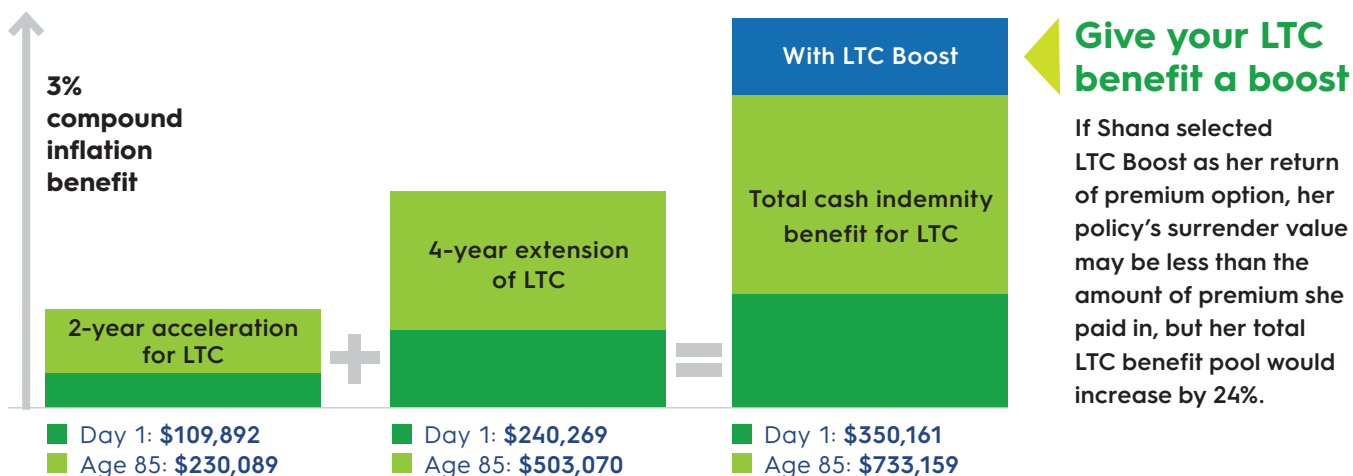 3%
compound
inflation
benefit
2-year acceleration
for LTC
4-year extension
of LTC
With LTC Boost
Total cash indemnity
benefit for LTC
Day 1: $109,892
Age 85: $230,089
Day 1: $240,269
Age 85: $503,070
Day 1: $350,161
Age 85: $733,159
Give your LTC
benefit a boost
If Shana selected
LTC Boost as her return
of premium option, her
policy’s surrender value
may be less than the
amount of premium she
paid in, but her total
LTC benefit pool would
increase by 24%.